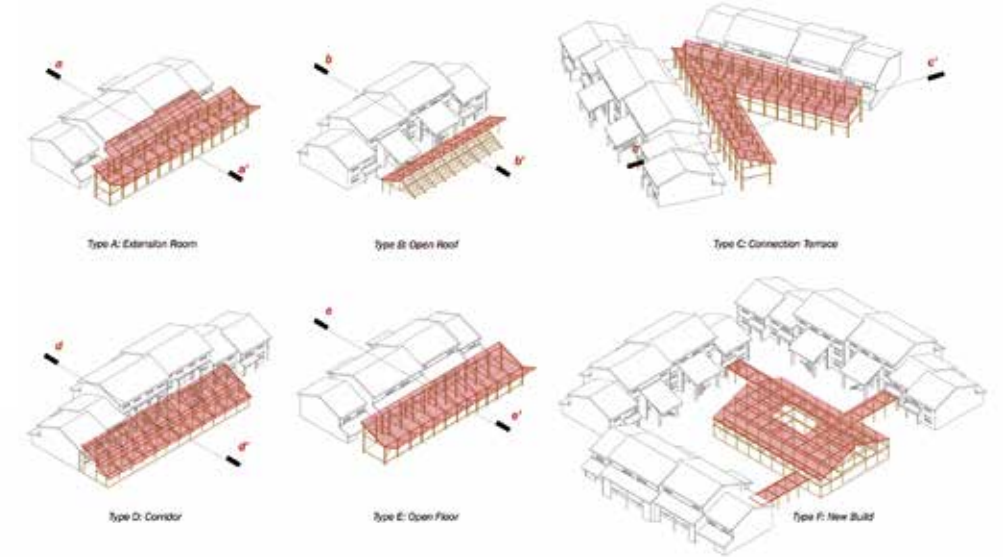 a
a'
Type A: Extension Room
b
b'
Type B: Open Roof
c'
Type C: Connection Terrace
d
d'
Type D: Corridor
e
e'
Type E: Open Floor
Type F: New Build